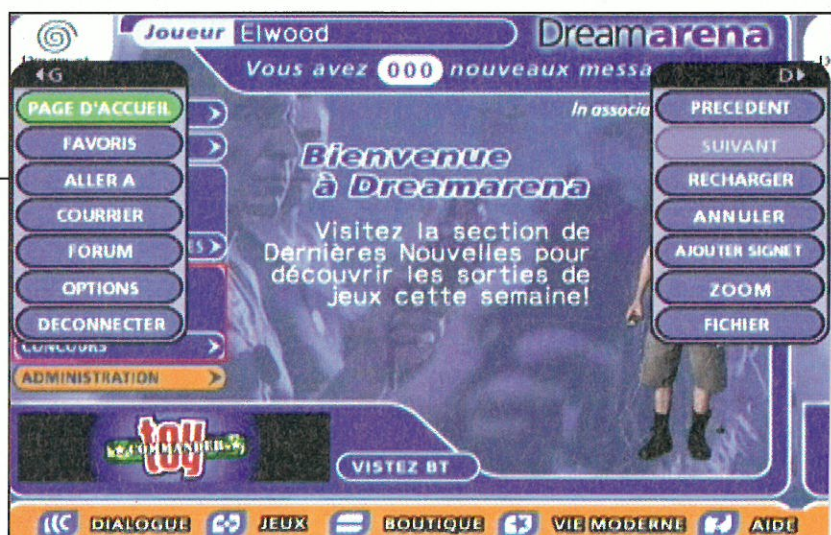 Joueur Elwood
Dreamarena
Vous avez 000 nouveaux messa
In associa
◀G
PAGE D'ACCUEIL
FAVORIS
ALLER A
COURRIER
FORUM
OPTIONS
DECONNECTER
CONCOURS
ADMINISTRATION
Bienvenue
à Dreamarena
Visitez la section de
Dernières Nouvelles pour
découvrir les sorties de
jeux cette semaine!
D▶
PRECEDENT
SUIVANT
RECHARGER
ANNULER
AJOUTER SIGNET
ZOOM
FICHIER
toy
COMMANDER
VISTEZ BT
DIALOGUE
JEUX
BOUTIQUE
VIE MODERNE
AIDE